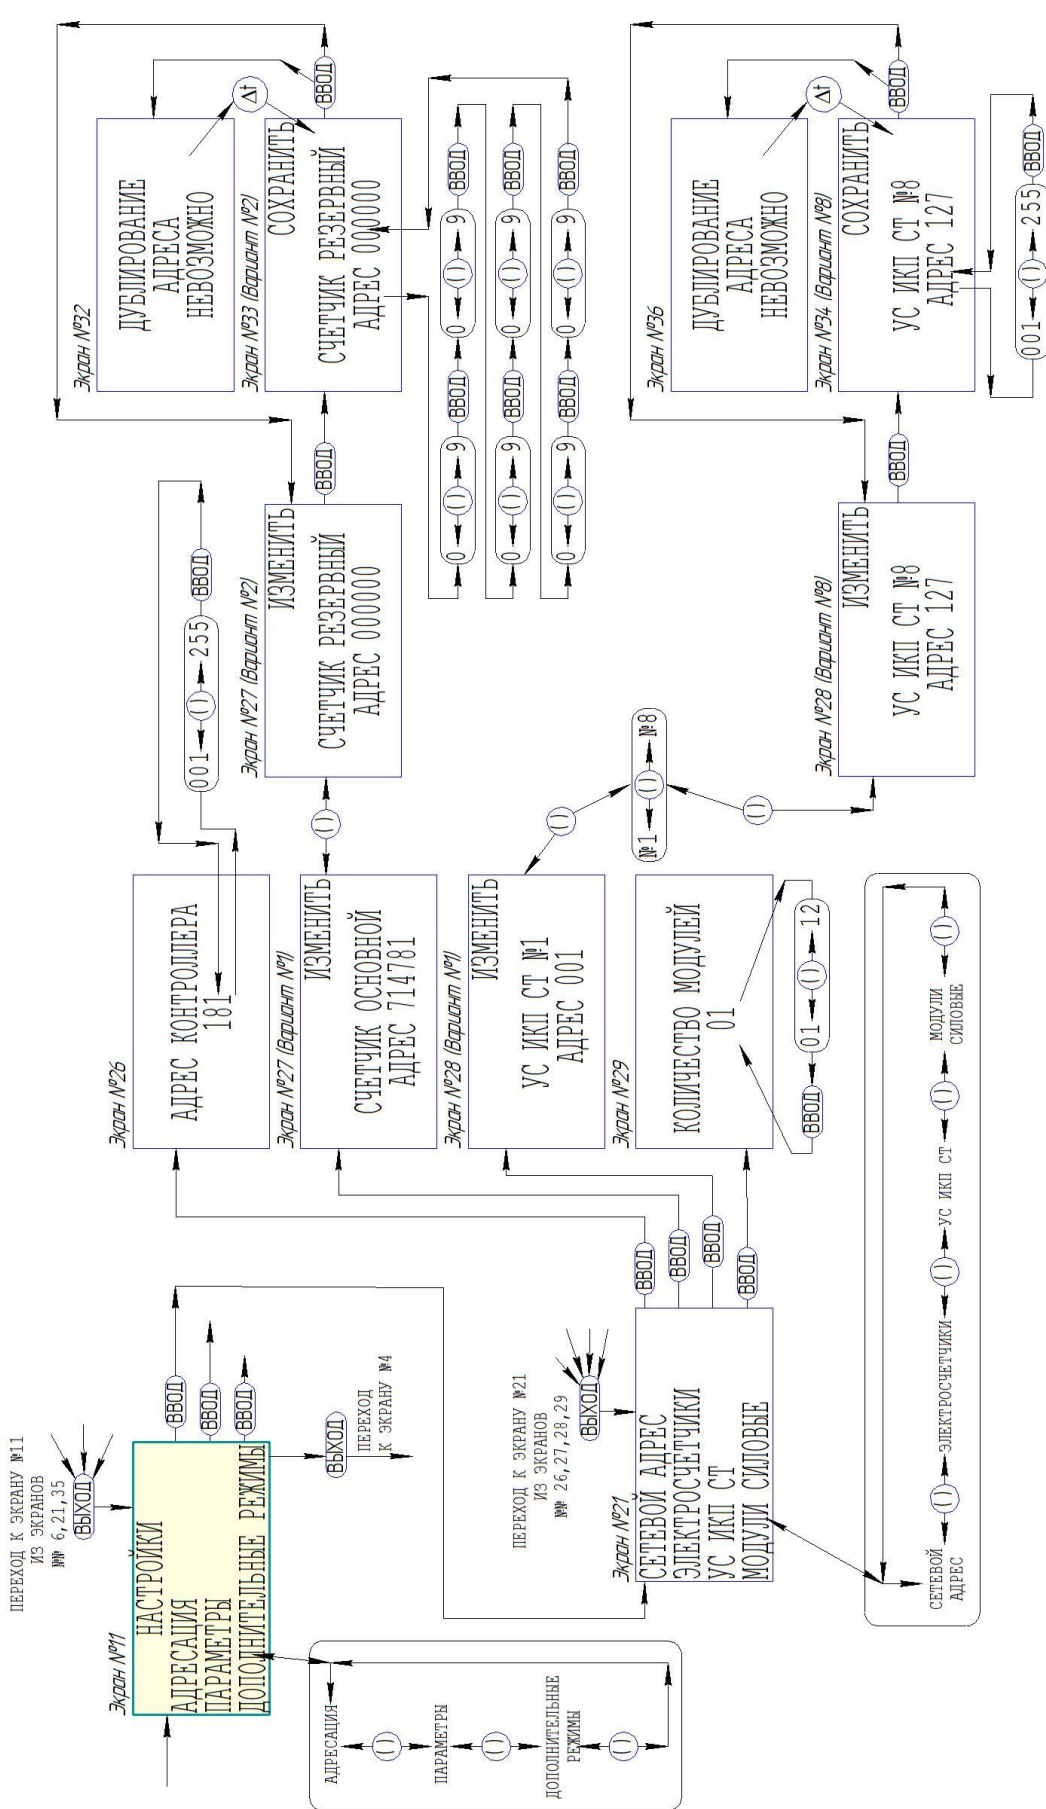 ПЕРЕХОД К ЭКРАНУ №11
ИЗ ЭКРАНОВ
№№ 6,21,35
ВЫХОД
Экран №11
НАСТРОЙКИ
АДРЕСАЦИЯ
ПАРАМЕТРЫ
ДОПОЛНИТЕЛЬНЫЕ РЕЖИМЫ
ВВОД
ВВОД
ВВОД
ВЫХОД
ПЕРЕХОД
К ЭКРАНУ №4
АДРЕСАЦИЯ
()
ПАРАМЕТРЫ
()
ДОПОЛНИТЕЛЬНЫЕ
РЕЖИМЫ
()
ПЕРЕХОД К ЭКРАНУ №21
ИЗ ЭКРАНОВ
№№ 26,27,28,29
ВЫХОД
Экран №21
СЕТЕВОЙ АДРЕС
ЭЛЕКТРОСЧЕТЧИКИ
УС ИКП СТ
МОДУЛИ СИЛОВЫЕ
ВВОД
ВВОД
ВВОД
ВВОД
СЕТЕВОЙ
АДРЕС
()
ЭЛЕКТРОСЧЕТЧИКИ
()
УС ИКП СТ
()
МОДУЛИ
СИЛОВЫЕ
()
Экран №26
АДРЕС КОНТРОЛЛЕРА
181
001 () 255
ВВОД
Экран №27 (Вариант №1)
ИЗМЕНИТЬ
СЧЕТЧИК ОСНОВНОЙ
АДРЕС 714781
()
Экран №28 (Вариант №1)
ИЗМЕНИТЬ
УС ИКП СТ №1
АДРЕС 001
()
№1 () №8
()
Экран №29
КОЛИЧЕСТВО МОДУЛЕЙ
01
ВВОД
01 () 12
Экран №27 (Вариант №2)
ИЗМЕНИТЬ
СЧЕТЧИК РЕЗЕРВНЫЙ
АДРЕС 000000
ВВОД
Экран №32
ДУБЛИРОВАНИЕ
АДРЕСА
НЕВОЗМОЖНО
Δt
ВВОД
Экран №33 (Вариант №2)
СОХРАНИТЬ
СЧЕТЧИК РЕЗЕРВНЫЙ
АДРЕС 000000
0 () 9 ВВОД 0 () 9 ВВОД
0 () 9 ВВОД 0 () 9 ВВОД
0 () 9 ВВОД 0 () 9 ВВОД
Экран №28 (Вариант №8)
ИЗМЕНИТЬ
УС ИКП СТ №8
АДРЕС 127
ВВОД
Экран №36
ДУБЛИРОВАНИЕ
АДРЕСА
НЕВОЗМОЖНО
Δt
ВВОД
Экран №34 (Вариант №8)
СОХРАНИТЬ
УС ИКП СТ №8
АДРЕС 127
001 () 255 ВВОД